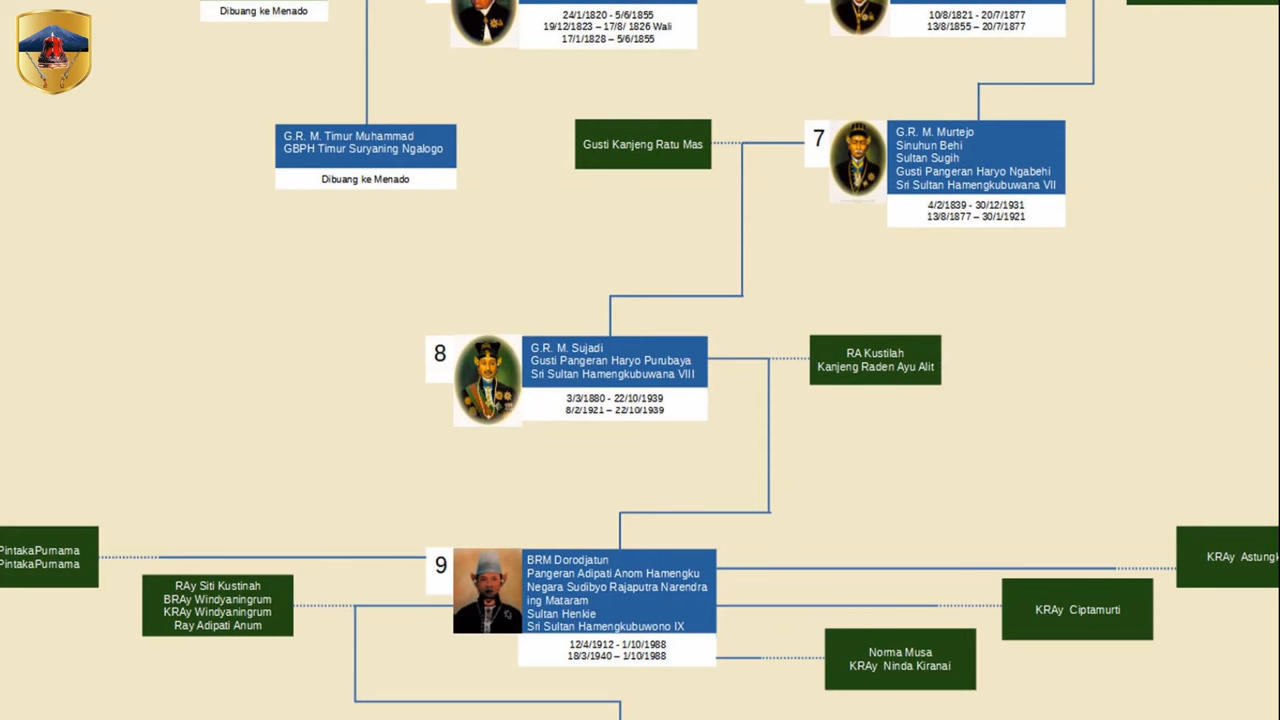 Dibuang ke Menado
24/1/1820 - 5/6/1855
19/12/1823 – 17/8/ 1826 Wali
17/1/1828 – 5/6/1855
10/8/1821 - 20/7/1877
13/8/1855 – 20/7/1877
G.R. M. Timur Muhammad
GBPH Timur Suryaning Ngalogo
Dibuang ke Menado
Gusti Kanjeng Ratu Mas
7
G.R. M. Murtejo
Sinuhun Behi
Sultan Sugih
Gusti Pangeran Haryo Ngabehi
Sri Sultan Hamengkubuwana VII
4/2/1839 - 30/12/1931
13/8/1877 – 30/1/1921
8
G.R. M. Sujadi
Gusti Pangeran Haryo Purubaya
Sri Sultan Hamengkubuwana VIII
3/3/1880 - 22/10/1939
8/2/1921 – 22/10/1939
RA Kustilah
Kanjeng Raden Ayu Alit
PintakaPurnama
PintakaPurnama
RAy Siti Kustinah
BRAy Windyaningrum
KRAy Windyaningrum
Ray Adipati Anum
9
BRM Dorodjatun
Pangeran Adipati Anom Hamengku
Negara Sudibyo Rajaputra Narendra
ing Mataram
Sultan Henkie
Sri Sultan Hamengkubuwono IX
12/4/1912 - 1/10/1988
18/3/1940 – 1/10/1988
KRAy Astungk
KRAy Ciptamurti
Norma Musa
KRAy Ninda Kiranai